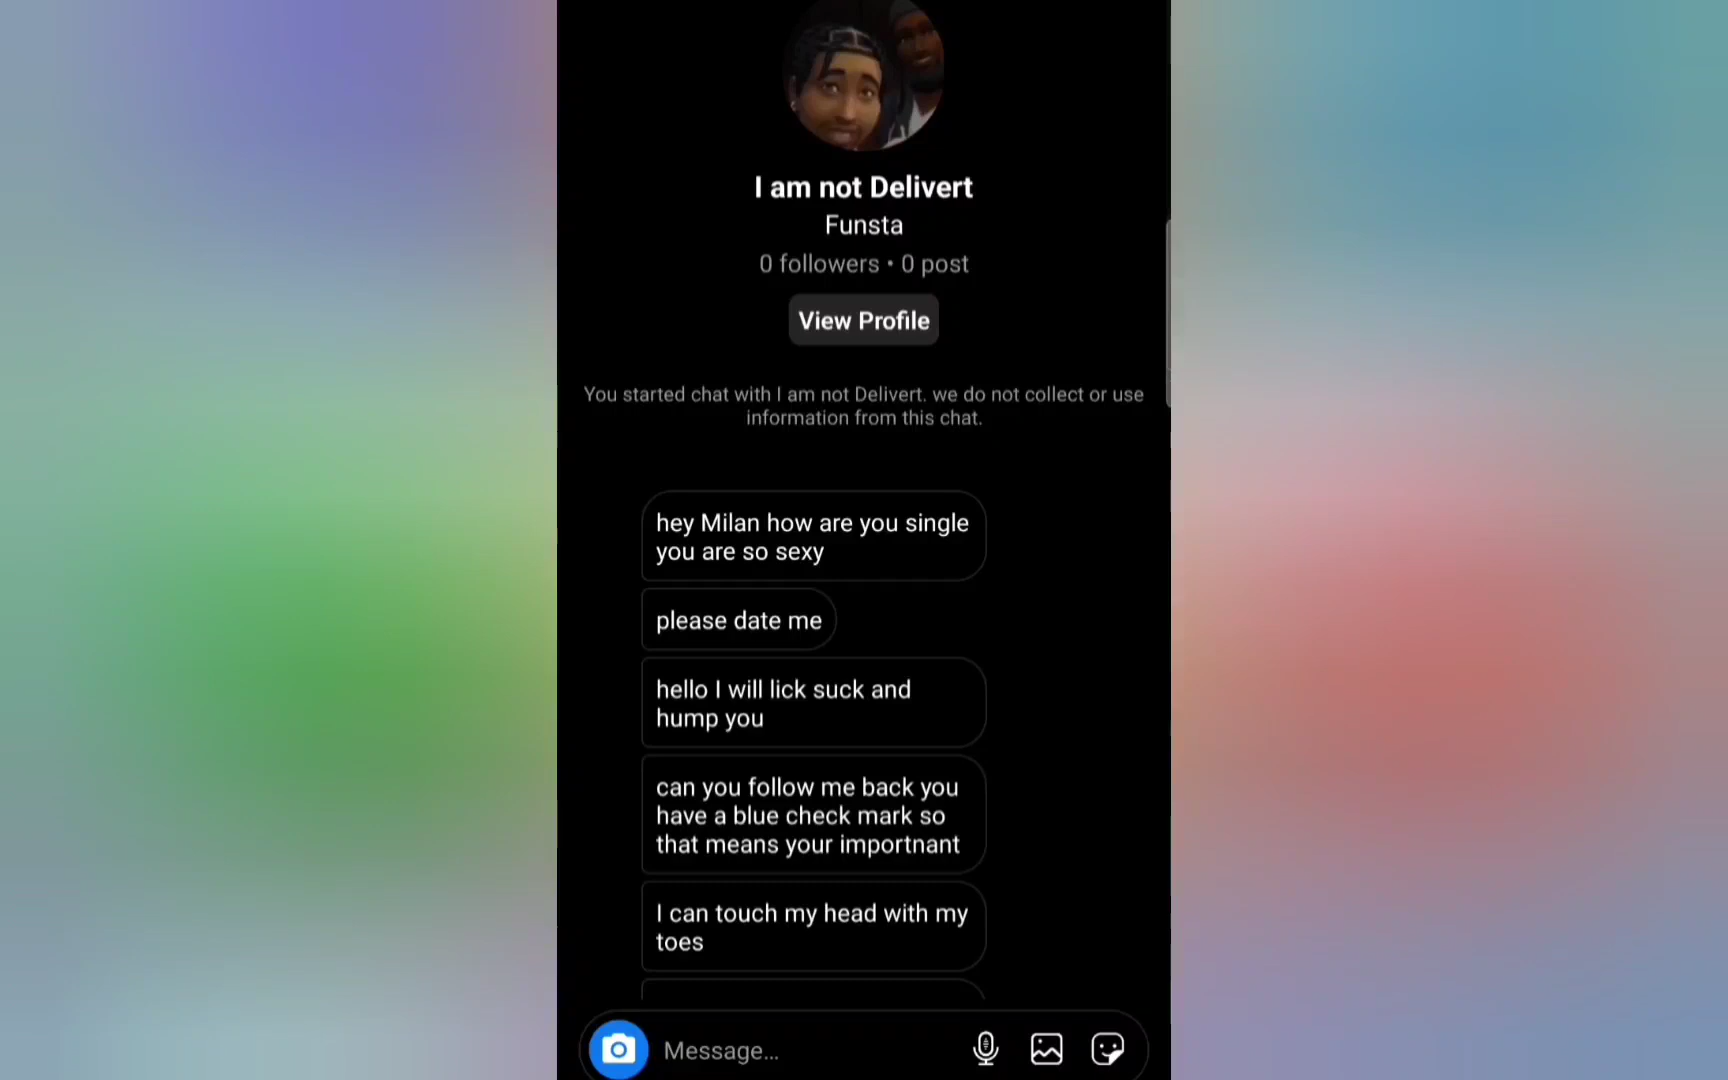 I am not Delivert
Funsta
0 followers • 0 post
View Profile
You started chat with I am not Delivert. we do not collect or use
information from this chat.
hey Milan how are you single
you are so sexy
please date me
hello I will lick suck and
hump you
can you follow me back you
have a blue check mark so
that means your importnant
I can touch my head with my
toes
Message...